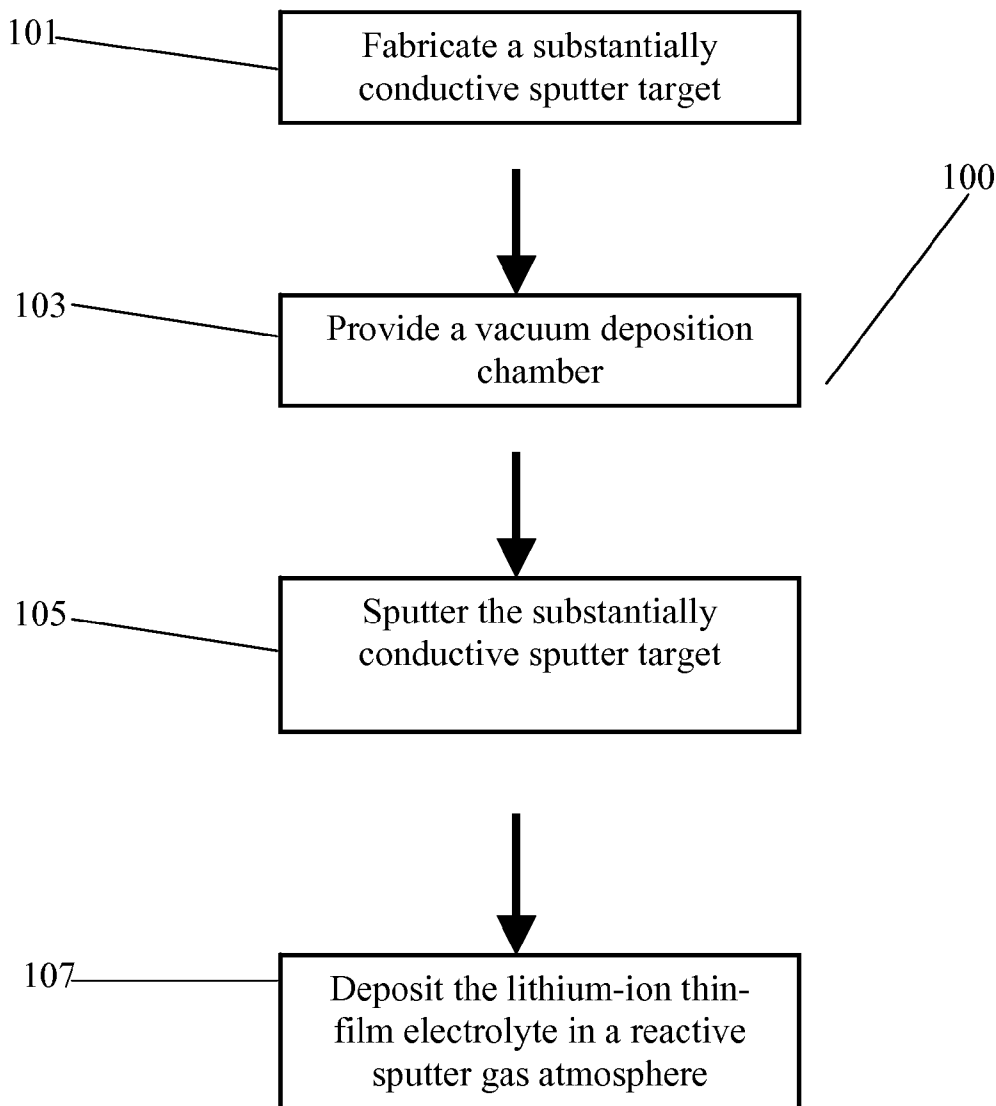 101
Fabricate a substantially
conductive sputter target
100
103
Provide a vacuum deposition
chamber
105
Sputter the substantially
conductive sputter target
107
Deposit the lithium-ion thin-
film electrolyte in a reactive
sputter gas atmosphere